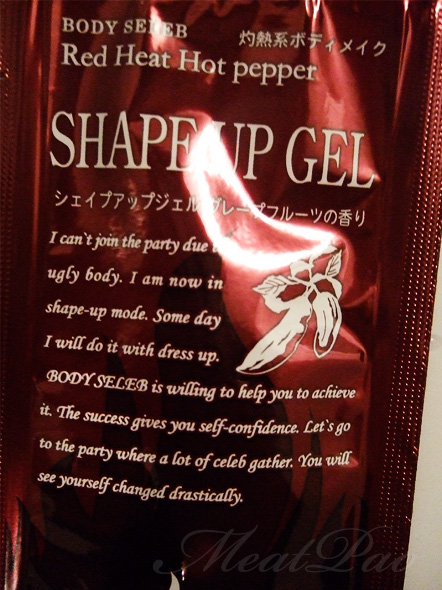 BODY SELEB
灼熱系ボディメイク
Red Heat Hot pepper
SHAPE UP GEL
シェイプアップジェル グレープフルーツの香り
I can't join the party due
ugly body. I am now in
shape-up mode. Some day
I will do it with dress up.
BODY SELEB is willing to help you to achieve
it. The success gives you self-confidence. Let's go
to the party where a lot of celeb gather. You will
see yourself changed drastically.
MeatPao